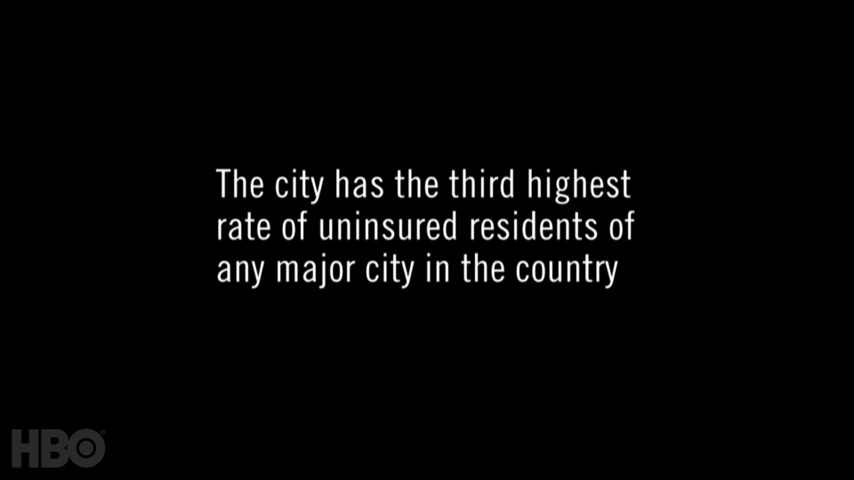 The city has the third highest
rate of uninsured residents of
any major city in the country
HBO